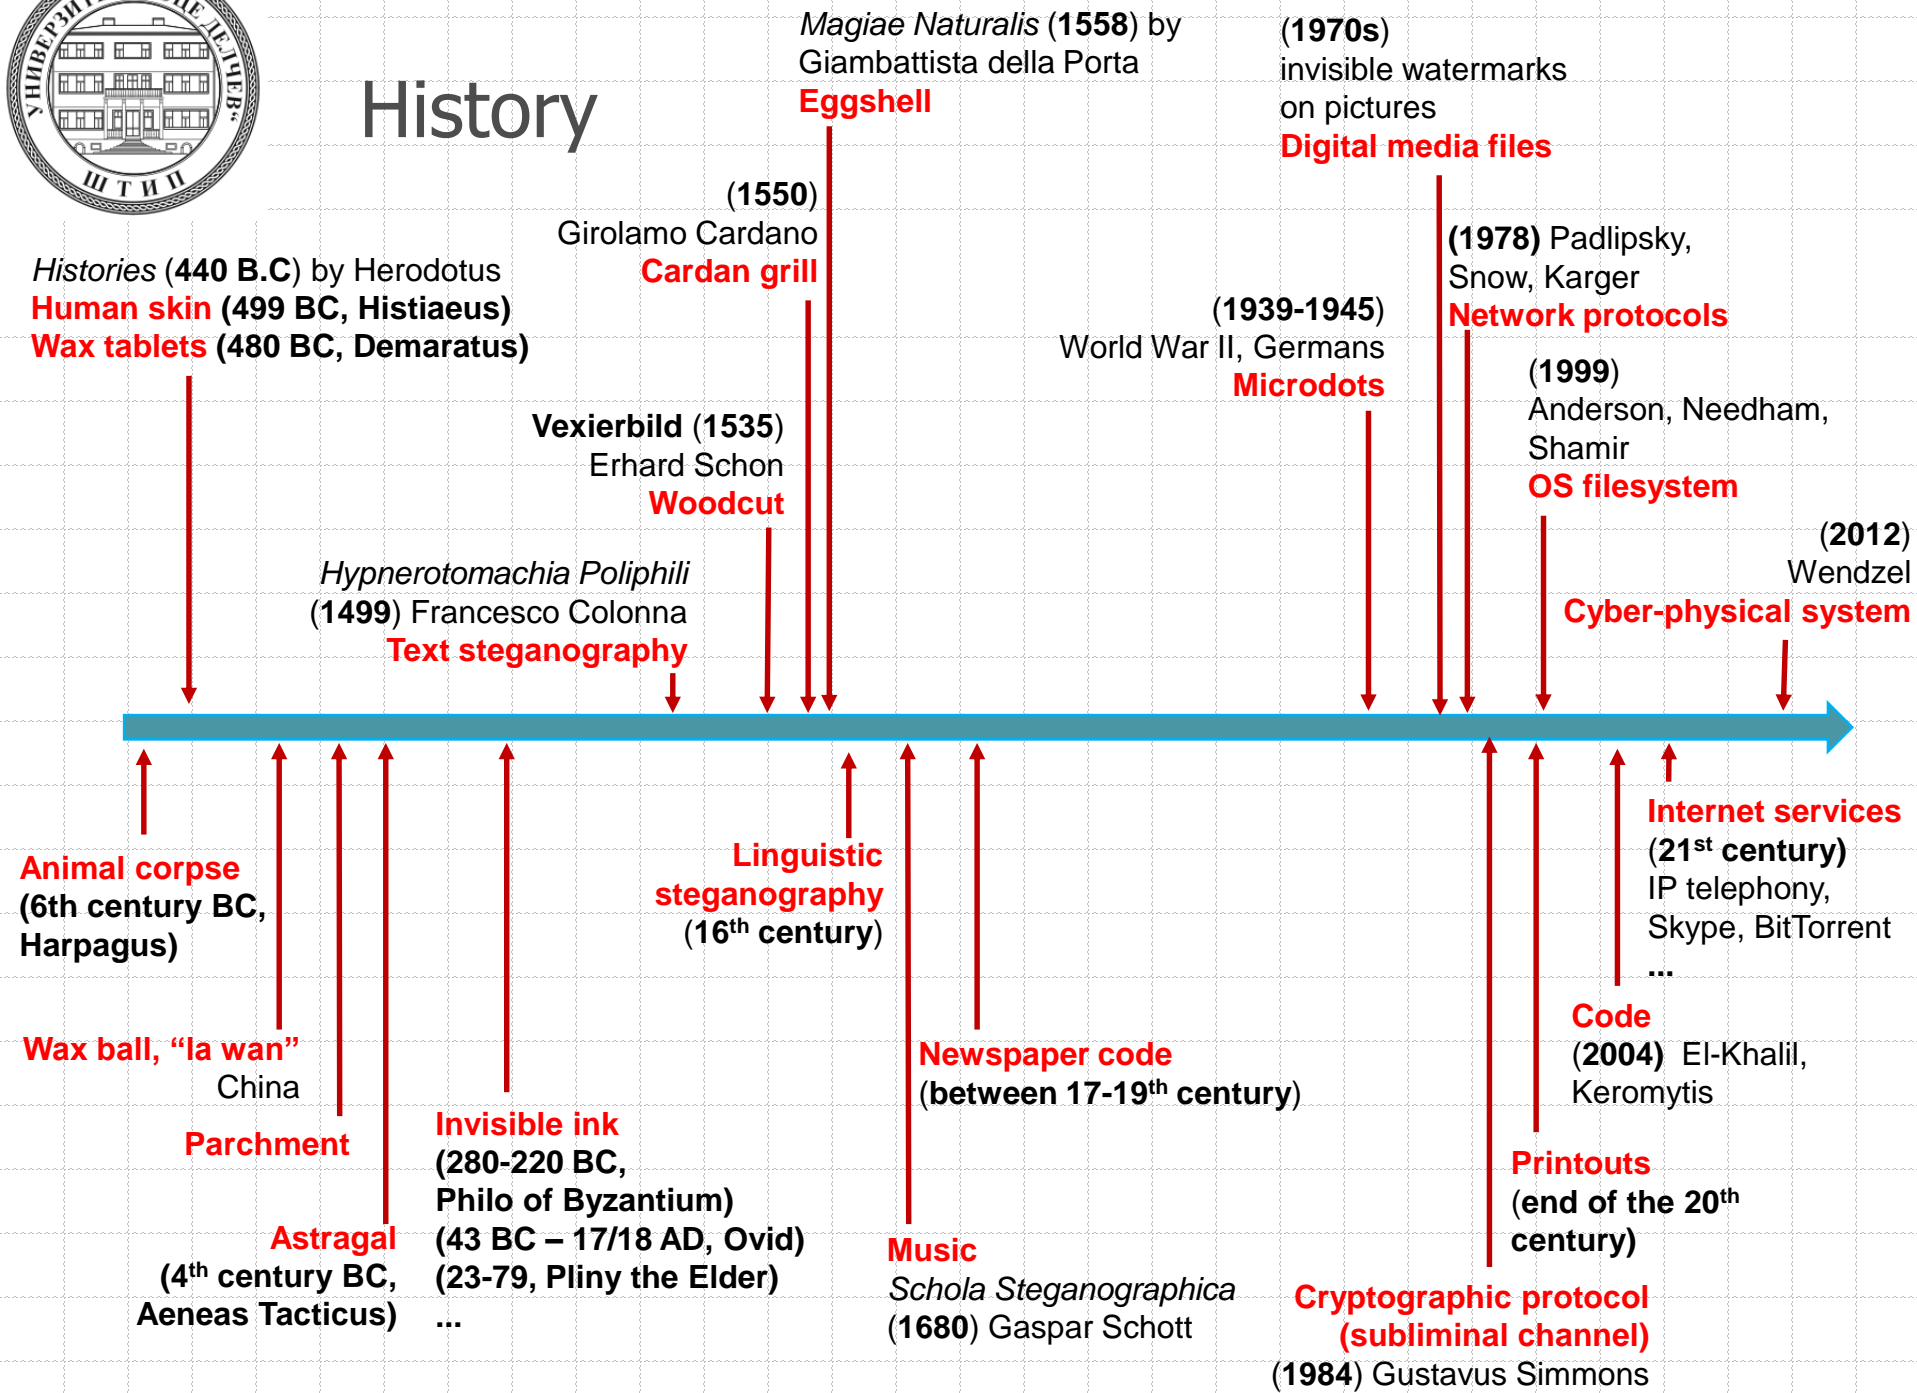 ДЕЛЧЕВ“
ШТИП
History
Magiae Naturalis (1558) by
Giambattista della Porta
Eggshell
(1970s)
invisible watermarks
on pictures
Digital media files
(1550)
Girolamo Cardano
Cardan grill
(1978) Padlipsky,
Snow, Karger
Network protocols
Histories (440 B.C) by Herodotus
Human skin (499 BC, Histiaeus)
Wax tablets (480 BC, Demaratus)
(1939-1945)
World War II, Germans
Microdots
(1999)
Anderson, Needham,
Shamir
OS filesystem
Vexierbild (1535)
Erhard Schon
Woodcut
(2012)
Wendzel
Cyber-physical system
Hypnerotomachia Poliphili
(1499) Francesco Colonna
Text steganography
Animal corpse
(6th century BC,
Harpagus)
Wax ball, “la wan”
China
Parchment
Astragal
(4th century BC,
Aeneas Tacticus)
Invisible ink
(280-220 BC,
Philo of Byzantium)
(43 BC – 17/18 AD, Ovid)
(23-79, Pliny the Elder)
...
Linguistic
steganography
(16th century)
Music
Schola Steganographica
(1680) Gaspar Schott
Newspaper code
(between 17-19th century)
Cryptographic protocol
(subliminal channel)
(1984) Gustavus Simmons
Printouts
(end of the 20th
century)
Code
(2004) El-Khalil,
Keromytis
Internet services
(21st century)
IP telephony,
Skype, BitTorrent
...